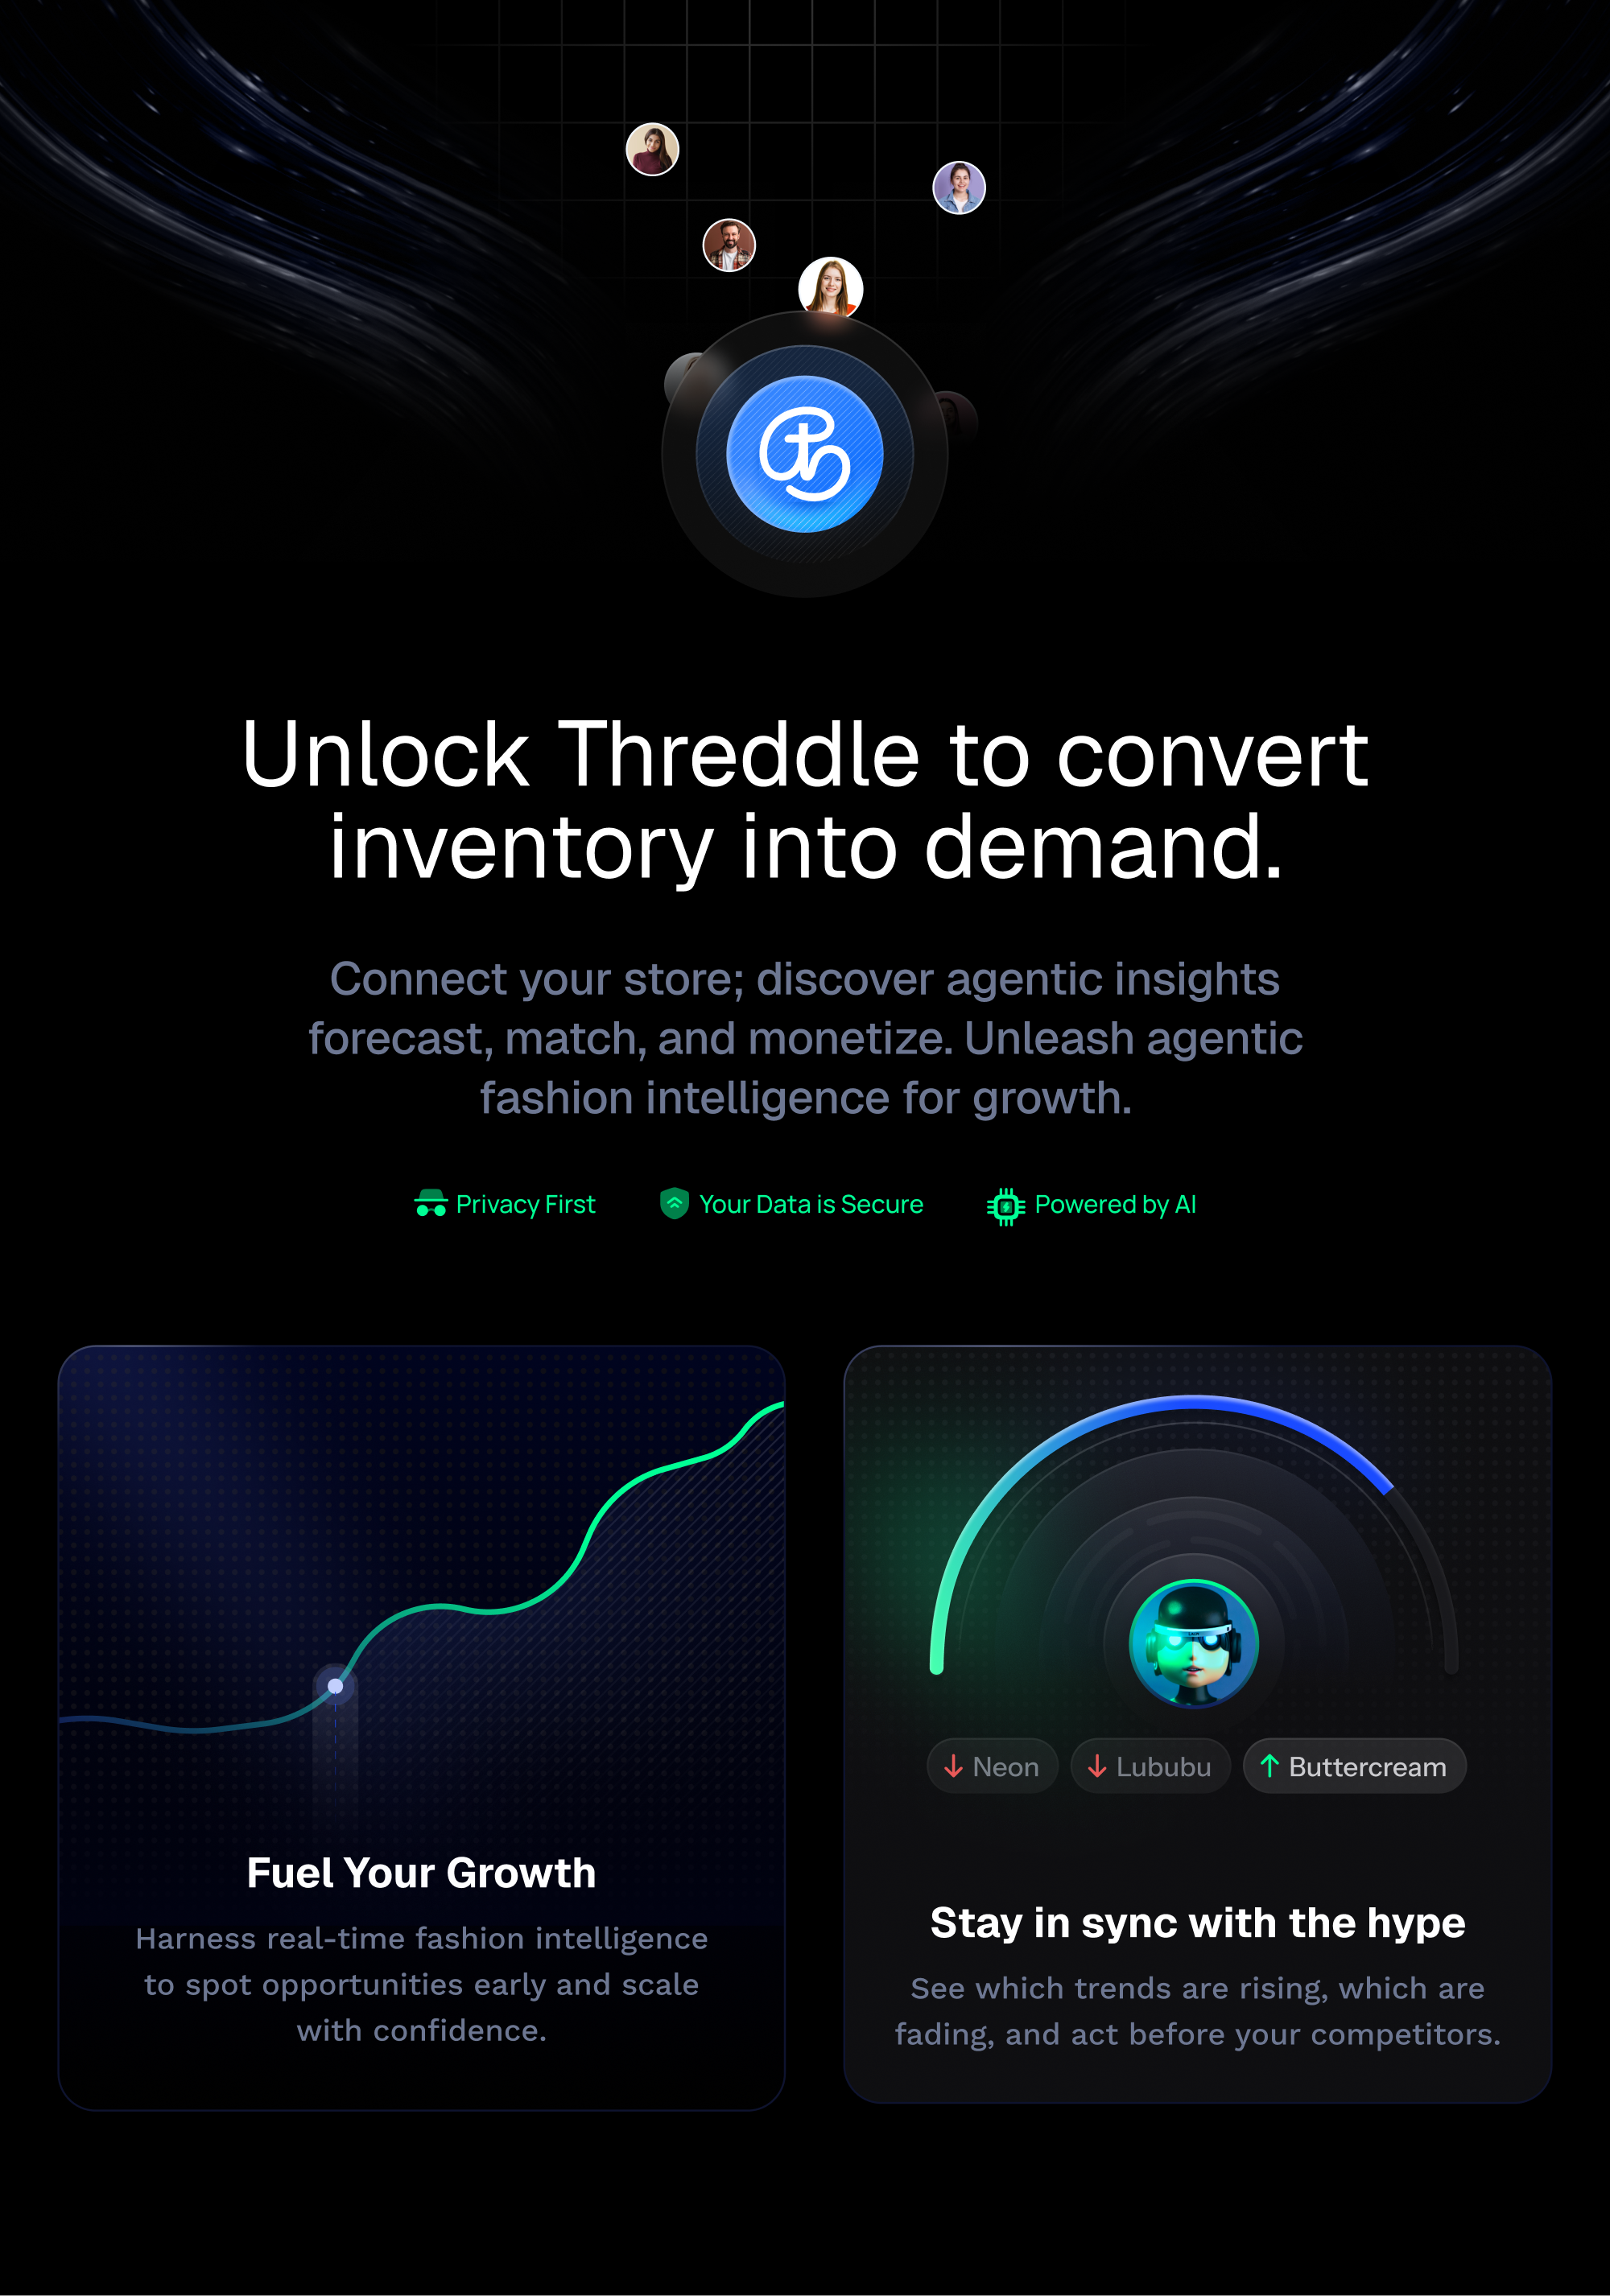 Unlock Threddle to convert
inventory into demand.
Connect your store; discover agentic insights
forecast, match, and monetize. Unleash agentic
fashion intelligence for growth.
Privacy First
Your Data is Secure
Powered by AI
Fuel Your Growth
Harness real-time fashion intelligence
to spot opportunities early and scale
with confidence.
Neon
Lububu
Buttercream
Stay in sync with the hype
See which trends are rising, which are
fading, and act before your competitors.